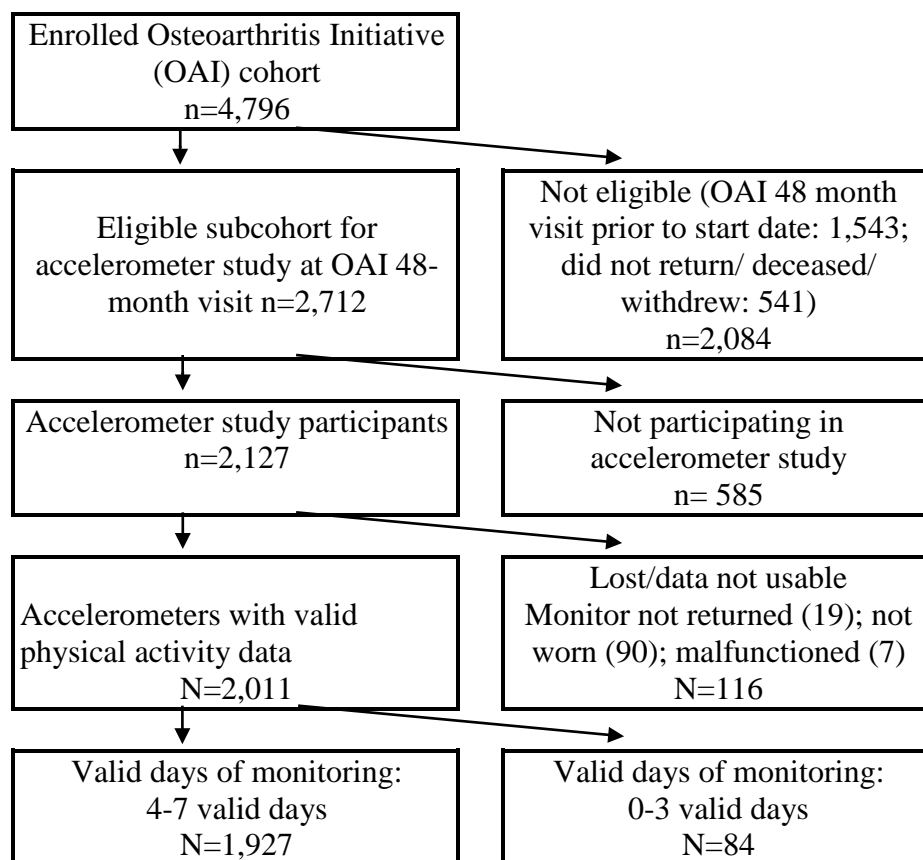 Enrolled Osteoarthritis Initiative
(OAI) cohort
n=4,796
Eligible subcohort for
accelerometer study at OAI 48-
month visit n=2,712
Not eligible (OAI 48 month
visit prior to start date: 1,543;
did not return/ deceased/
withdrew: 541)
n=2,084
Accelerometer study participants
n=2,127
Not participating in
accelerometer study
n= 585
Accelerometers with valid
physical activity data
N=2,011
Lost/data not usable
Monitor not returned (19); not
worn (90); malfunctioned (7)
N=116
Valid days of monitoring:
4-7 valid days
N=1,927
Valid days of monitoring:
0-3 valid days
N=84